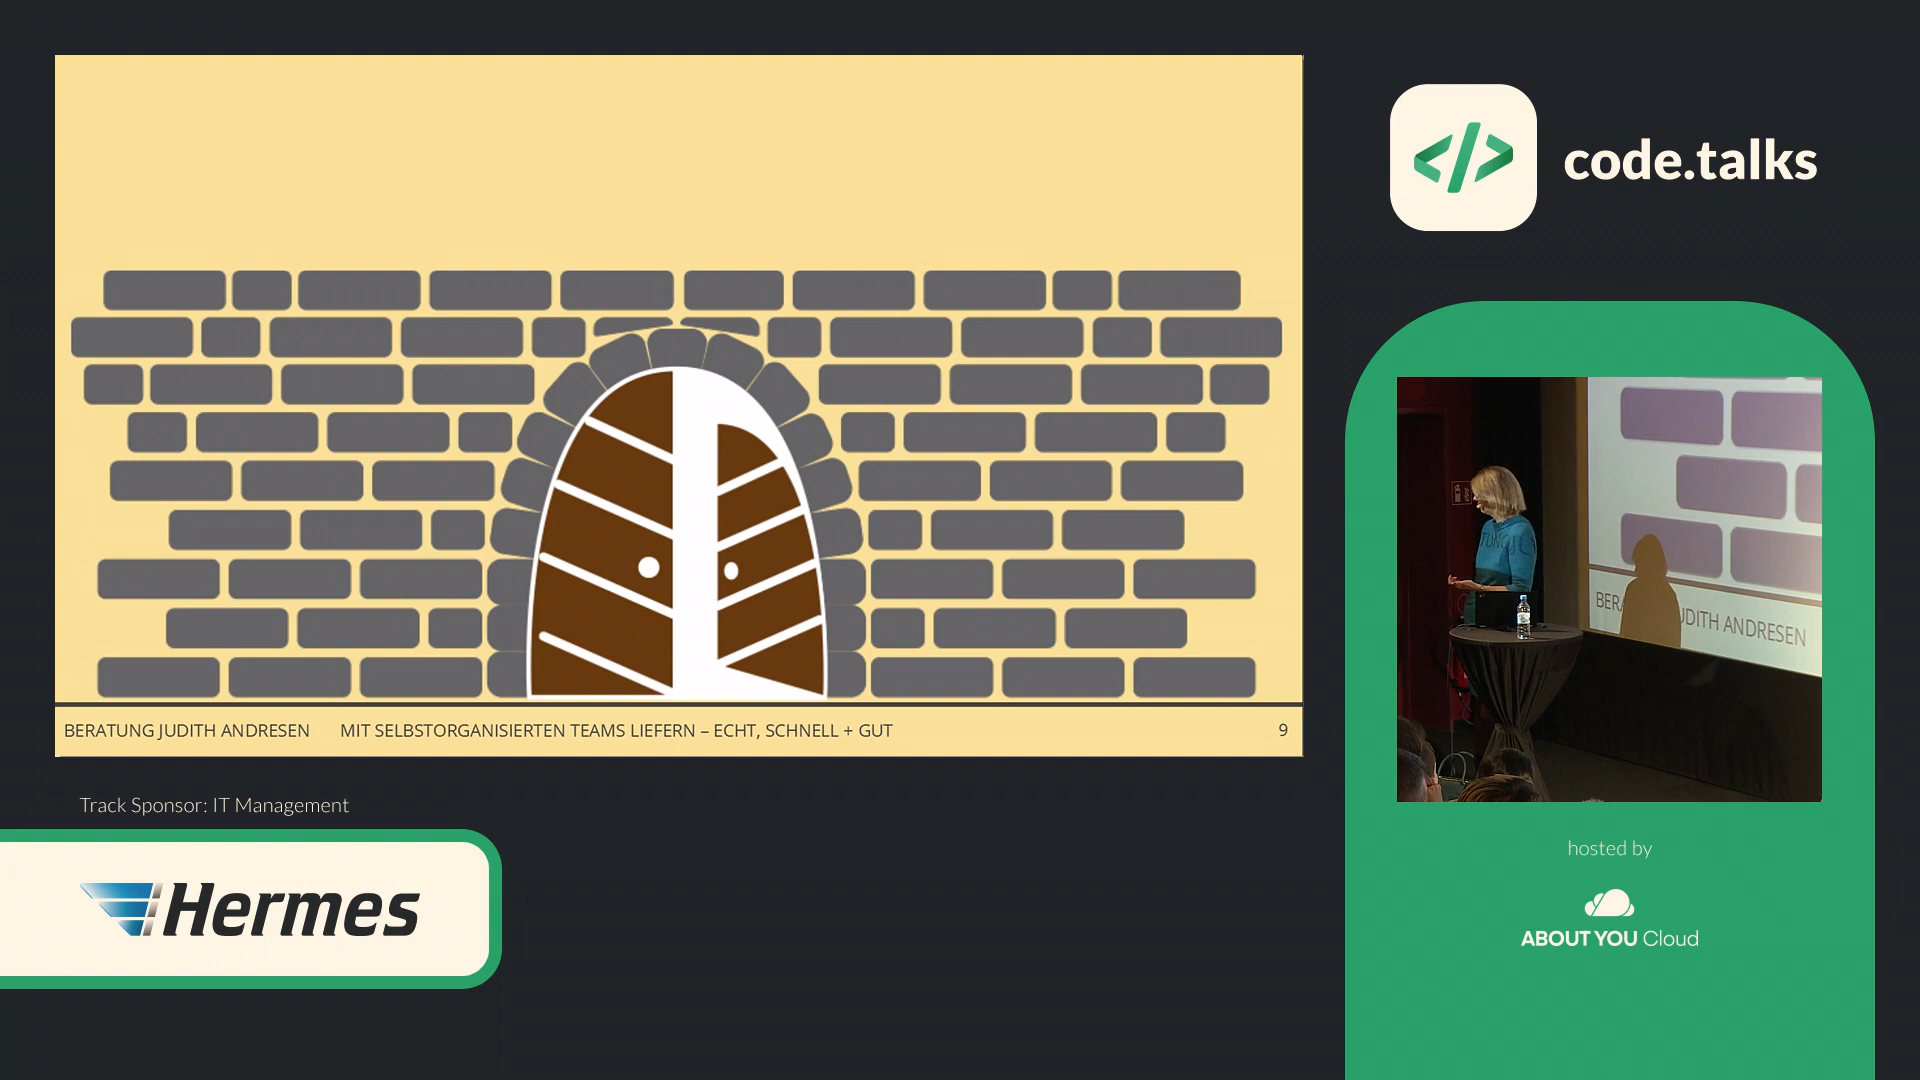 code.talks
BERATUNG JUDITH ANDRESEN MIT SELBSTORGANISIERTEN TEAMS LIEFERN – ECHT, SCHNELL + GUT 9
BER
JDITH ANDRESEN
Track Sponsor: IT Management
Hermes
hosted by
ABOUT YOU Cloud